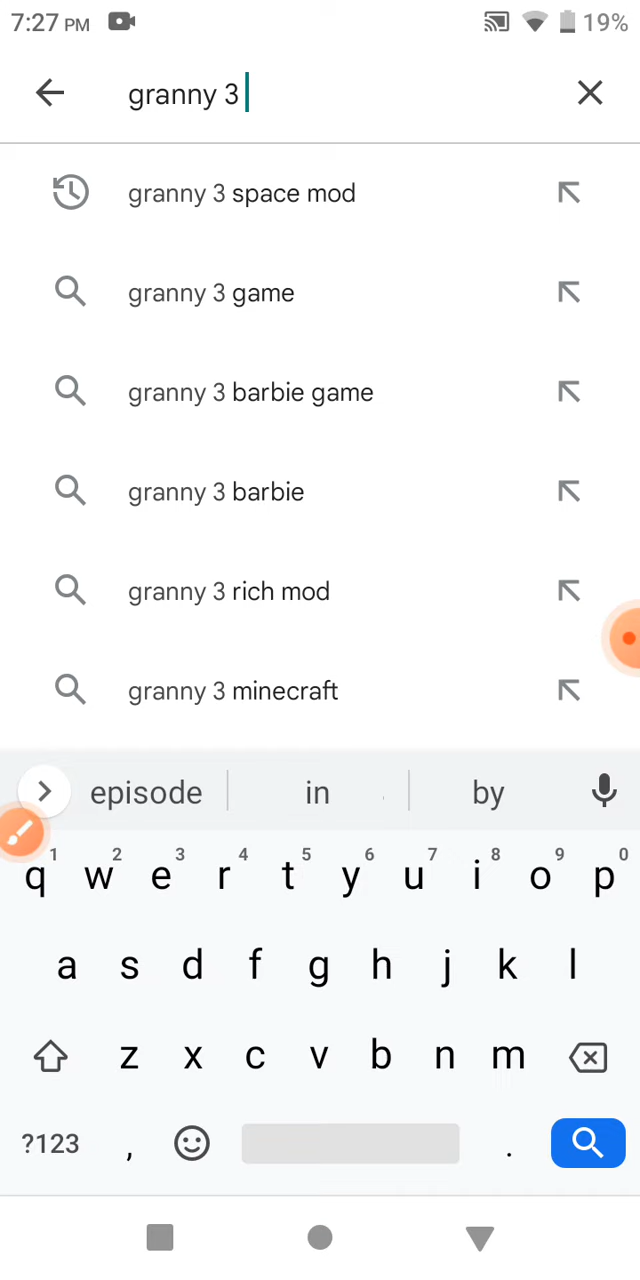 7:27 PM 19%
granny 3
granny 3 space mod
granny 3 game
granny 3 barbie game
granny 3 barbie
granny 3 rich mod
granny 3 minecraft
episode in by
1 2 3 4 5 6 7 8 9 0
q w e r t y u i o p
a s d f g h j k l
z x c v b n m
?123 , .